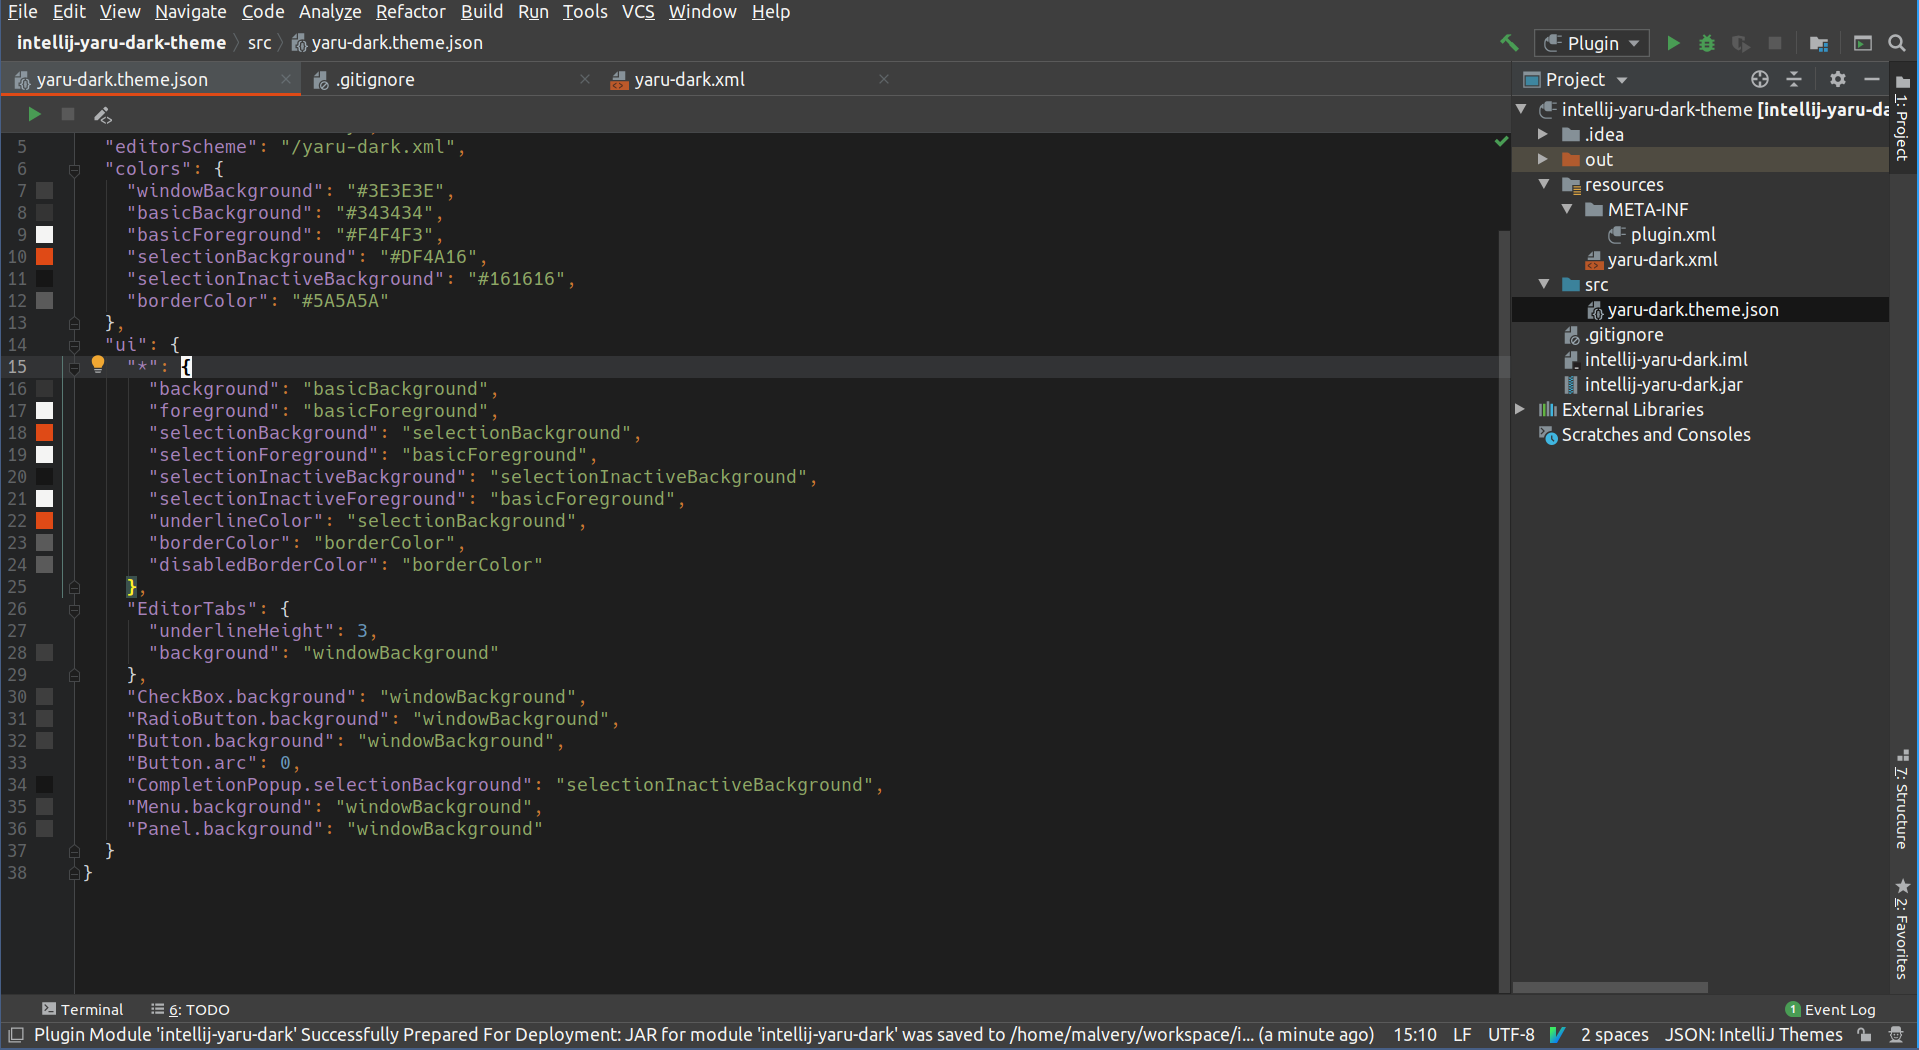 File Edit View Navigate Code Analyze Refactor Build Run Tools VCS Window Help
intellij-yaru-dark-theme src yaru-dark.theme.json
Plugin
yaru-dark.theme.json .gitignore yaru-dark.xml
5 "editorScheme": "/yaru-dark.xml",
6 "colors": {
7 "windowBackground": "#3E3E3E",
8 "basicBackground": "#343434",
9 "basicForeground": "#F4F4F3",
10 "selectionBackground": "#DF4A16",
11 "selectionInactiveBackground": "#161616",
12 "borderColor": "#5A5A5A"
13 },
14 "ui": {
15 "*": {
16 "background": "basicBackground",
17 "foreground": "basicForeground",
18 "selectionBackground": "selectionBackground",
19 "selectionForeground": "basicForeground",
20 "selectionInactiveBackground": "selectionInactiveBackground",
21 "selectionInactiveForeground": "basicForeground",
22 "underlineColor": "selectionBackground",
23 "borderColor": "borderColor",
24 "disabledBorderColor": "borderColor"
25 },
26 "EditorTabs": {
27 "underlineHeight": 3,
28 "background": "windowBackground"
29 },
30 "CheckBox.background": "windowBackground",
31 "RadioButton.background": "windowBackground",
32 "Button.background": "windowBackground",
33 "Button.arc": 0,
34 "CompletionPopup.selectionBackground": "selectionInactiveBackground",
35 "Menu.background": "windowBackground",
36 "Panel.background": "windowBackground"
37 }
38 }
Project
intellij-yaru-dark-theme [intellij-yaru-da
.idea
out
resources
META-INF
plugin.xml
yaru-dark.xml
src
yaru-dark.theme.json
.gitignore
intellij-yaru-dark.iml
intellij-yaru-dark.jar
External Libraries
Scratches and Consoles
1: Project
7: Structure
2: Favorites
Terminal 6: TODO
1 Event Log
Plugin Module 'intellij-yaru-dark' Successfully Prepared For Deployment: JAR for module 'intellij-yaru-dark' was saved to /home/malvery/workspace/i... (a minute ago) 15:10 LF UTF-8 2 spaces JSON: IntelliJ Themes